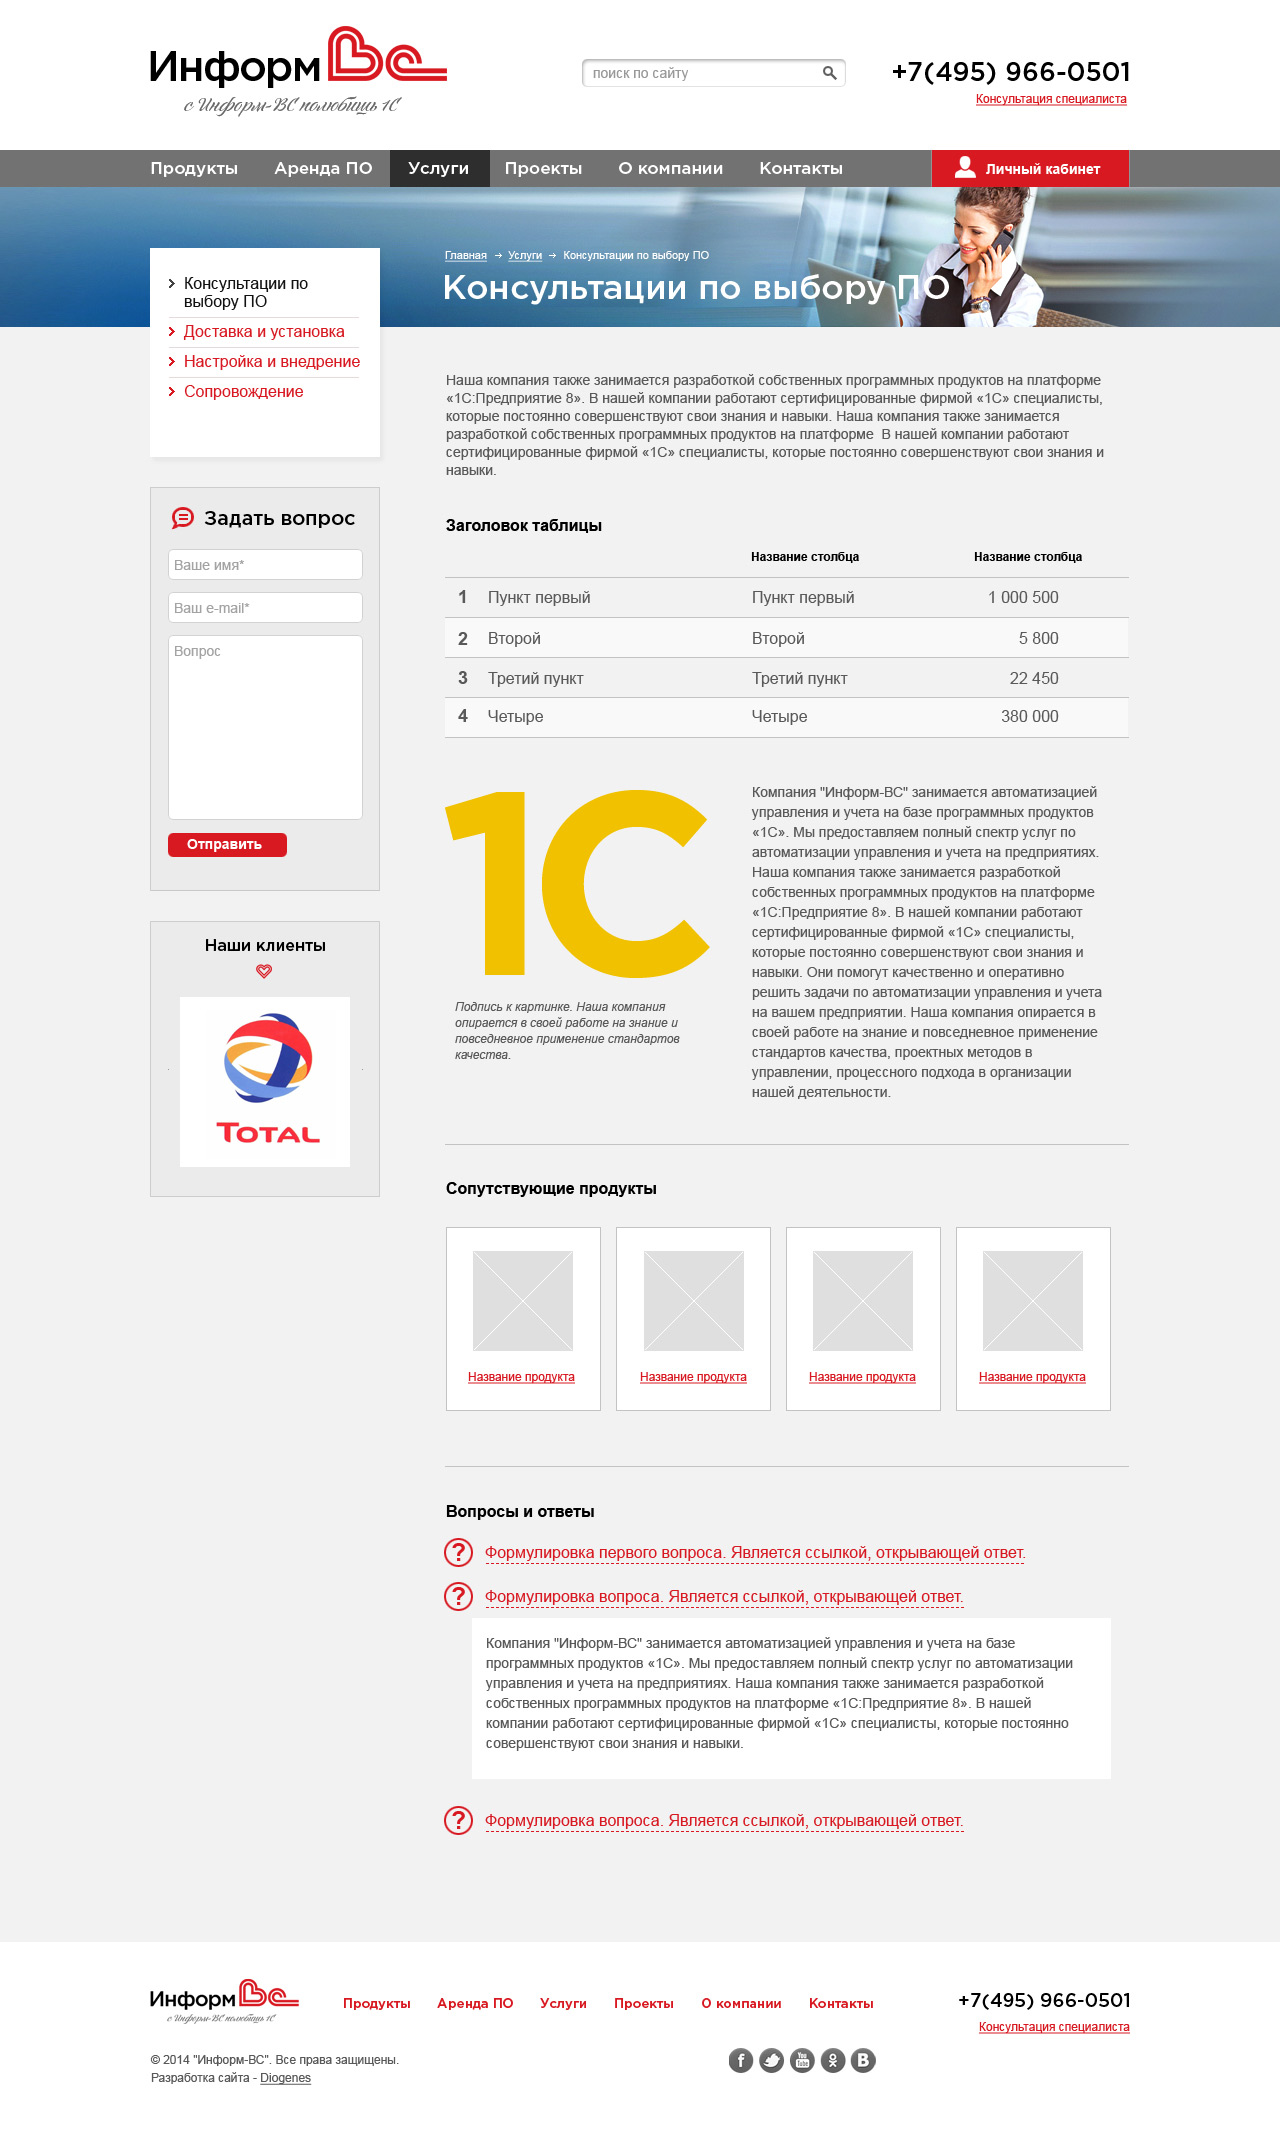 Информ ВС
с Информ-ВС полюбишь 1С
поиск по сайту
+7(495) 966-0501
Консультация специалиста
Продукты Аренда ПО Услуги Проекты О компании Контакты Личный кабинет
Главная → Услуги → Консультации по выбору ПО
Консультации по выбору ПО
Консультации по
выбору ПО
Доставка и установка
Настройка и внедрение
Сопровождение
Задать вопрос
Ваше имя*
Ваш e-mail*
Вопрос
Отправить
Наши клиенты
TOTAL
Наша компания также занимается разработкой собственных программных продуктов на платформе
«1С:Предприятие 8». В нашей компании работают сертифицированные фирмой «1С» специалисты,
которые постоянно совершенствуют свои знания и навыки. Наша компания также занимается
разработкой собственных программных продуктов на платформе  В нашей компании работают
сертифицированные фирмой «1С» специалисты, которые постоянно совершенствуют свои знания и
навыки.
Заголовок таблицы
Название столбца Название столбца
1 Пункт первый Пункт первый 1 000 500
2 Второй Второй 5 800
3 Третий пункт Третий пункт 22 450
4 Четыре Четыре 380 000
1С
Подпись к картинке. Наша компания
опирается в своей работе на знание и
повседневное применение стандартов
качества.
Компания "Информ-ВС" занимается автоматизацией
управления и учета на базе программных продуктов
«1С». Мы предоставляем полный спектр услуг по
автоматизации управления и учета на предприятиях.
Наша компания также занимается разработкой
собственных программных продуктов на платформе
«1С:Предприятие 8». В нашей компании работают
сертифицированные фирмой «1С» специалисты,
которые постоянно совершенствуют свои знания и
навыки. Они помогут качественно и оперативно
решить задачи по автоматизации управления и учета
на вашем предприятии. Наша компания опирается в
своей работе на знание и повседневное применение
стандартов качества, проектных методов в
управлении, процессного подхода в организации
нашей деятельности.
Сопутствующие продукты
Название продукта Название продукта Название продукта Название продукта
Вопросы и ответы
? Формулировка первого вопроса. Является ссылкой, открывающей ответ.
? Формулировка вопроса. Является ссылкой, открывающей ответ.
Компания "Информ-ВС" занимается автоматизацией управления и учета на базе
программных продуктов «1С». Мы предоставляем полный спектр услуг по автоматизации
управления и учета на предприятиях. Наша компания также занимается разработкой
собственных программных продуктов на платформе «1С:Предприятие 8». В нашей
компании работают сертифицированные фирмой «1С» специалисты, которые постоянно
совершенствуют свои знания и навыки.
? Формулировка вопроса. Является ссылкой, открывающей ответ.
Информ ВС
с Информ-ВС полюбишь 1С
Продукты Аренда ПО Услуги Проекты О компании Контакты
+7(495) 966-0501
Консультация специалиста
© 2014 "Информ-ВС". Все права защищены.
Разработка сайта - Diogenes
f You Tube В